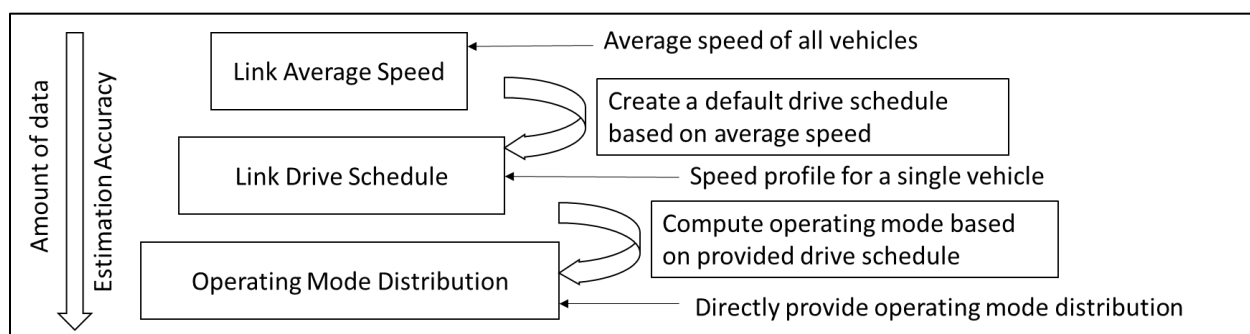 Amount of data
Estimation Accuracy
Link Average Speed
Average speed of all vehicles
Create a default drive schedule
based on average speed
Link Drive Schedule
Speed profile for a single vehicle
Compute operating mode based
on provided drive schedule
Operating Mode Distribution
Directly provide operating mode distribution